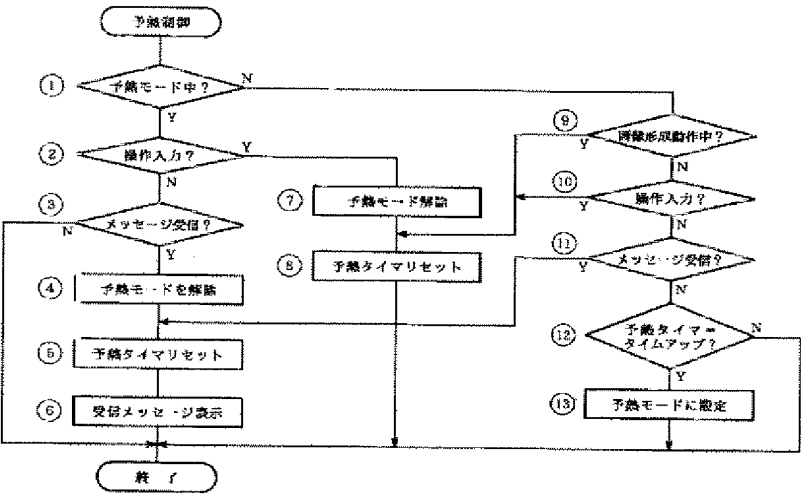 予熱制御
① 予熱モード中? N
Y
② 操作入力? Y
N
③ メッセージ受信?
N
Y
④ 予熱モードを解除
⑤ 予熱タイマリセット
⑥ 受信メッセージ表示
終 了
⑦ 予熱モード解除
⑧ 予熱タイマリセット
⑨ 画像形成動作中?
Y
N
⑩ 操作入力?
Y
N
⑪ メッセージ受信?
Y
N
⑫ 予熱タイマ=
タイムアップ?
N
Y
⑬ 予熱モードに設定